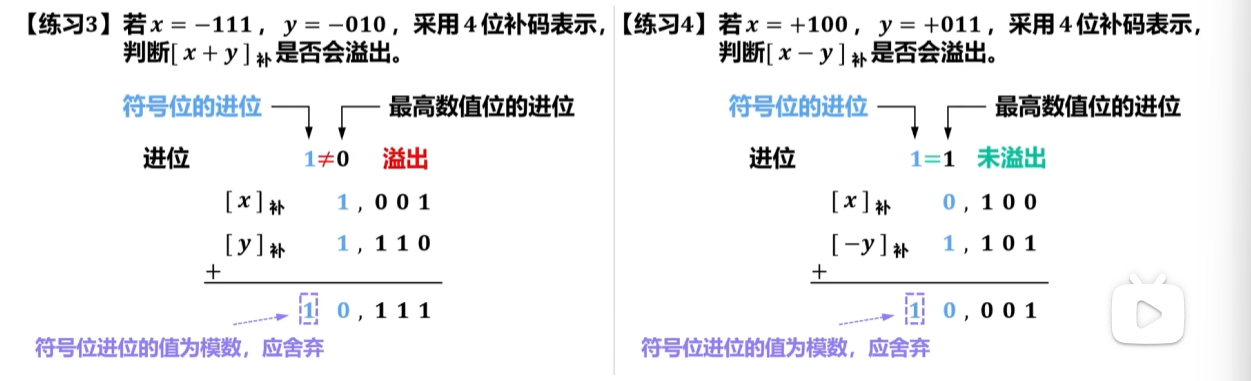 【练习3】若x = −111，y = −010，采用4位补码表示，
判断[x + y]补是否会溢出。
符号位的进位
最高数值位的进位
进位 1≠0 溢出
[x]补 1, 0 0 1
[y]补 1, 1 1 0
+
1 0, 1 1 1
符号位进位的值为模数，应舍弃
【练习4】若x = +100，y = +011，采用4位补码表示，
判断[x − y]补是否会溢出。
符号位的进位
最高数值位的进位
进位 1=1 未溢出
[x]补 0, 1 0 0
[−y]补 1, 1 0 1
+
1 0, 0 0 1
符号位进位的值为模数，应舍弃